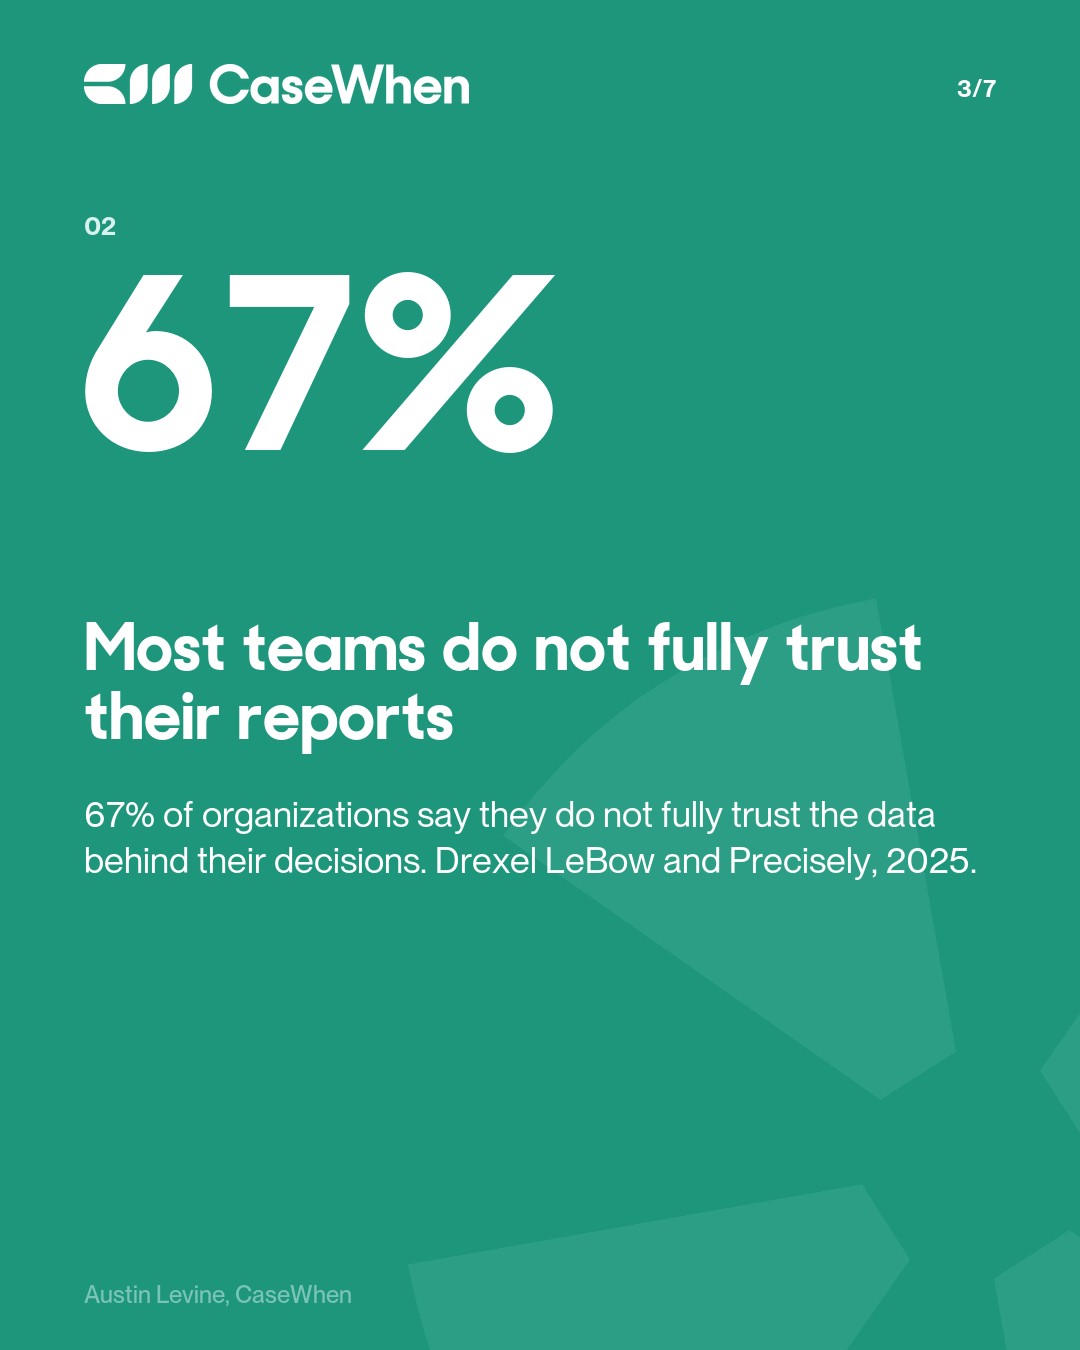 CaseWhen
3/7
02
67%
Most teams do not fully trust
their reports
67% of organizations say they do not fully trust the data
behind their decisions. Drexel LeBow and Precisely, 2025.
Austin Levine, CaseWhen